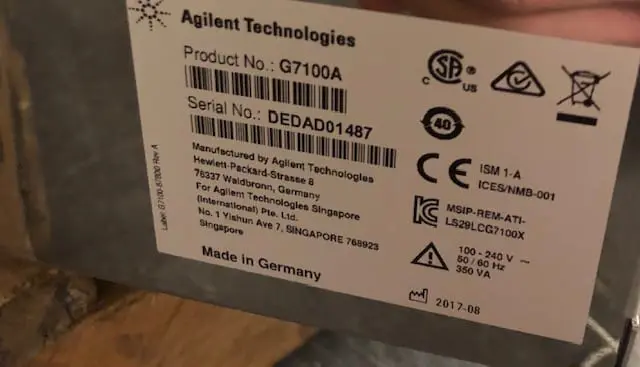 Agilent Technologies
Product No.: G7100A
Serial No.: DEDAD01487
Manufactured by Agilent Technologies
Hewlett-Packard-Strasse 8
76337 Waldbronn, Germany
For Agilent Technologies Singapore
(International) Pte. Ltd.
No. 1 Yishun Ave 7, SINGAPORE 768923
Singapore
Made in Germany
Label: G7100-87800 Rev A
C SA ® US
40
CE
ISM 1-A
ICES/NMB-001
MSIP-REM-ATI-
LS29LCG7100X
100 - 240 V ~
50 / 60 Hz
350 VA
2017-08